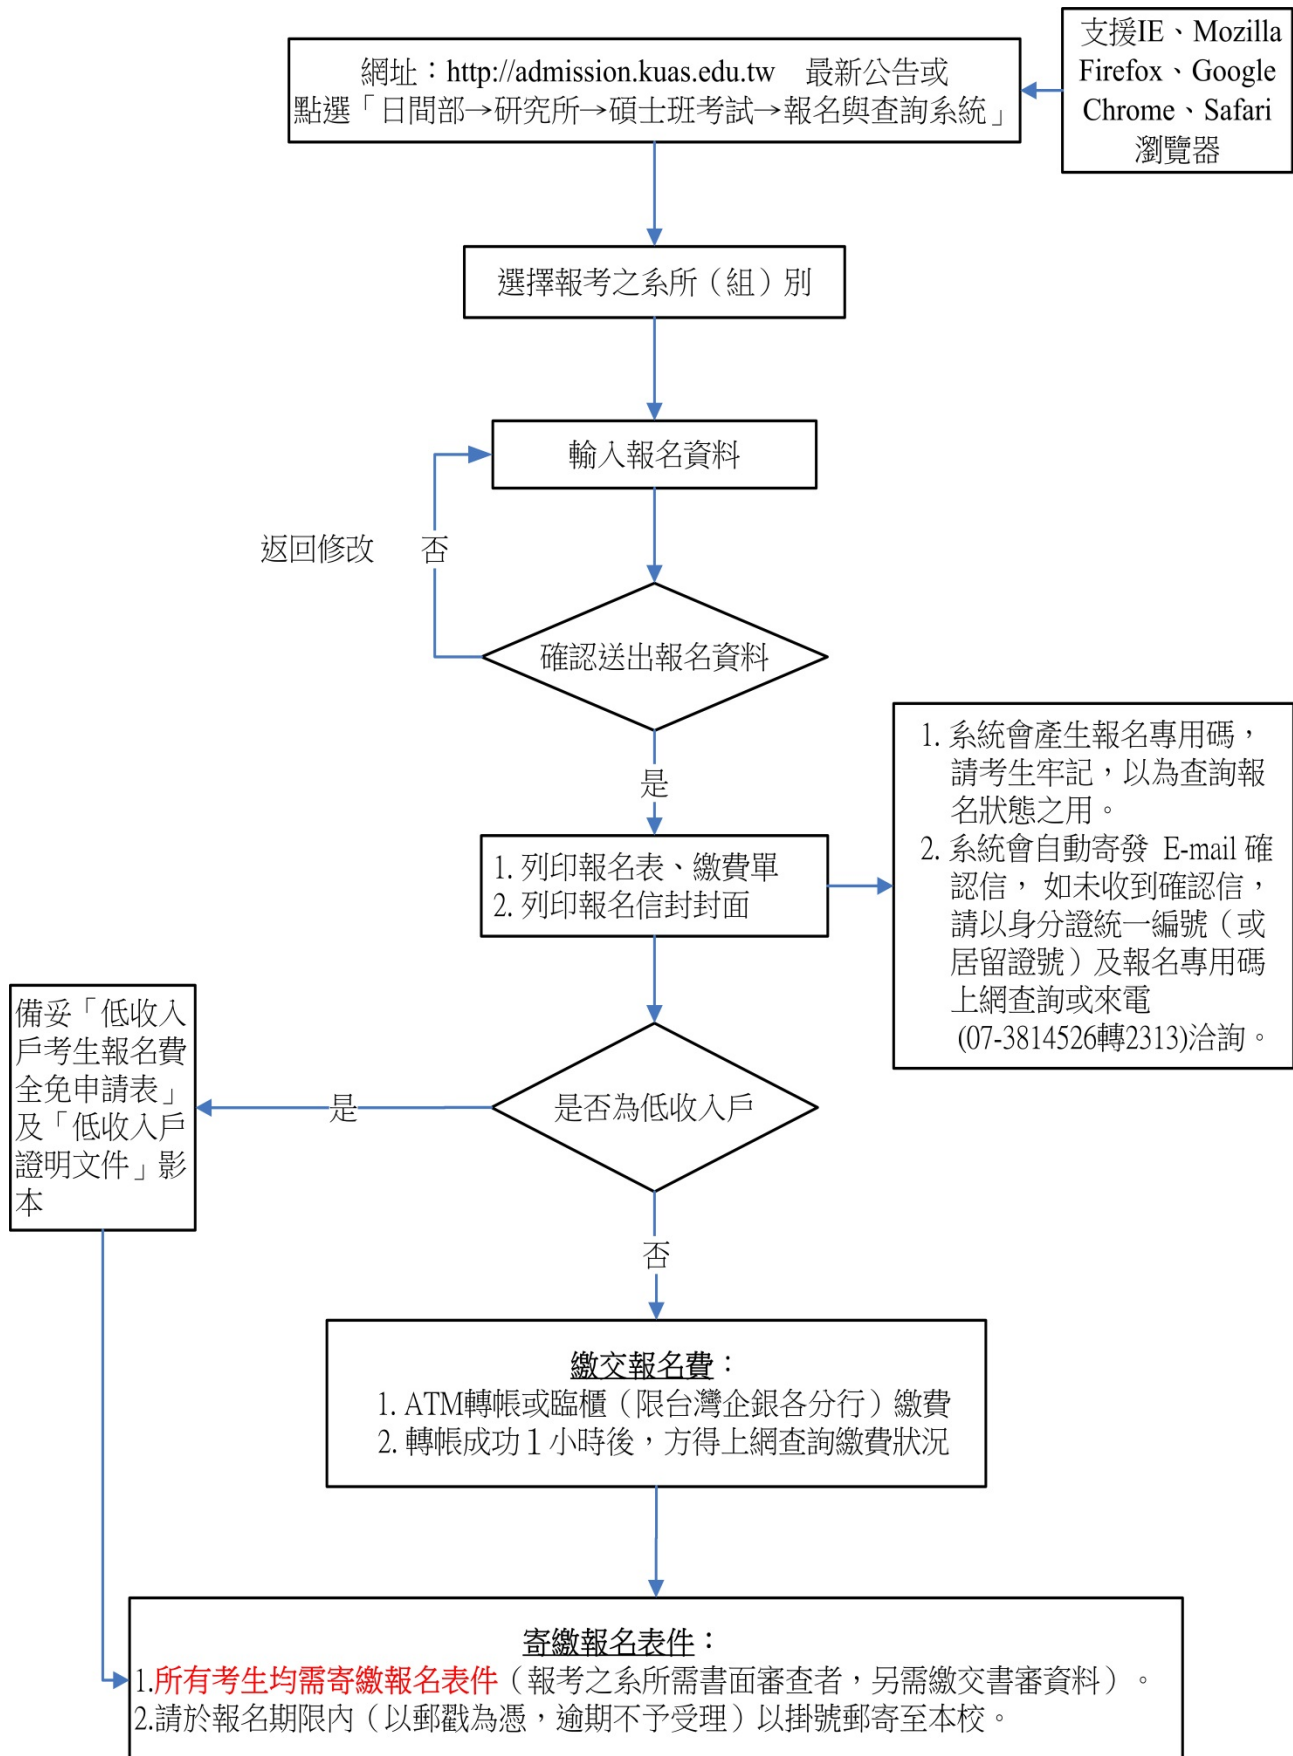 網址：http://admission.kuas.edu.tw　最新公告或
點選「日間部→研究所→碩士班考試→報名與查詢系統」
支援IE、Mozilla
Firefox、Google
Chrome、Safari
瀏覽器
選擇報考之系所（組）別
輸入報名資料
返回修改
否
確認送出報名資料
是
1. 列印報名表、繳費單
2. 列印報名信封封面
1. 系統會產生報名專用碼，
請考生牢記，以為查詢報
名狀態之用。
2. 系統會自動寄發 E-mail 確
認信， 如未收到確認信，
請以身分證統一編號（或
居留證號）及報名專用碼
上網查詢或來電
(07-3814526轉2313)洽詢。
是否為低收入戶
是
備妥「低收入
戶考生報名費
全免申請表」
及「低收入戶
證明文件」影
本
否
繳交報名費：
1. ATM轉帳或臨櫃（限台灣企銀各分行）繳費
2. 轉帳成功１小時後，方得上網查詢繳費狀況
寄繳報名表件：
1.所有考生均需寄繳報名表件（報考之系所需書面審查者，另需繳交書審資料）。
2.請於報名期限內（以郵戳為憑，逾期不予受理）以掛號郵寄至本校。